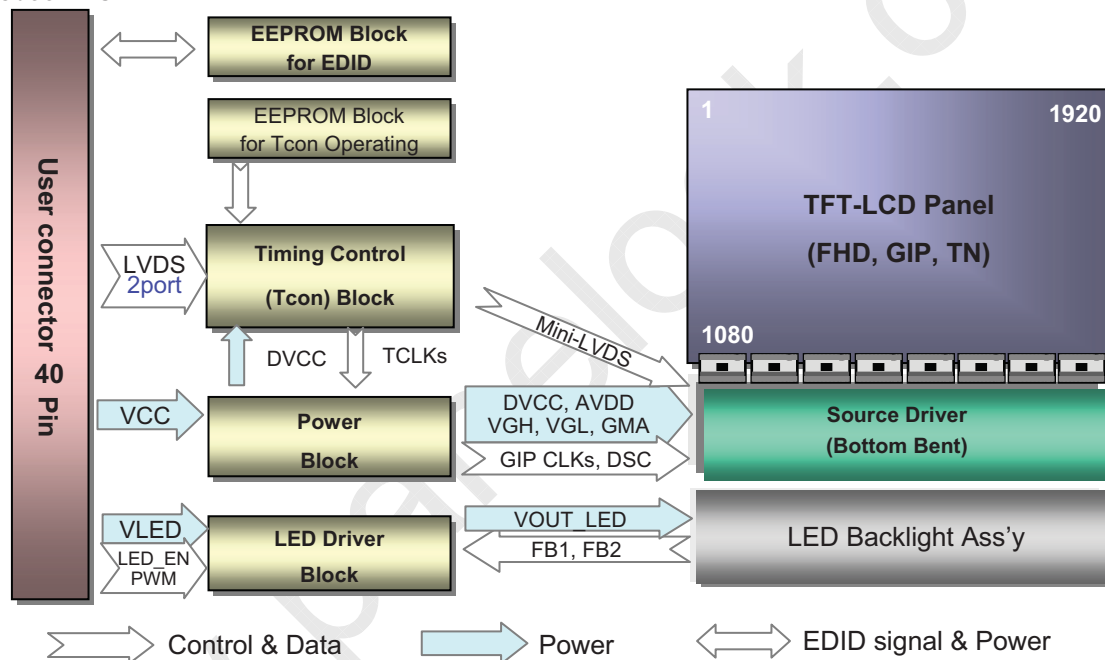 EEPROM Block
for EDID
EEPROM Block
for Tcon Operating
User connector 40 Pin
LVDS
2port
Timing Control
(Tcon) Block
DVCC
TCLKs
Mini-LVDS
1
1920
TFT-LCD Panel
(FHD, GIP, TN)
1080
VCC
Power
Block
DVCC, AVDD
VGH, VGL, GMA
GIP CLKs, DSC
Source Driver
(Bottom Bent)
VLED
LED_EN
PWM
LED Driver
Block
VOUT_LED
FB1, FB2
LED Backlight Ass'y
Control & Data
Power
EDID signal & Power